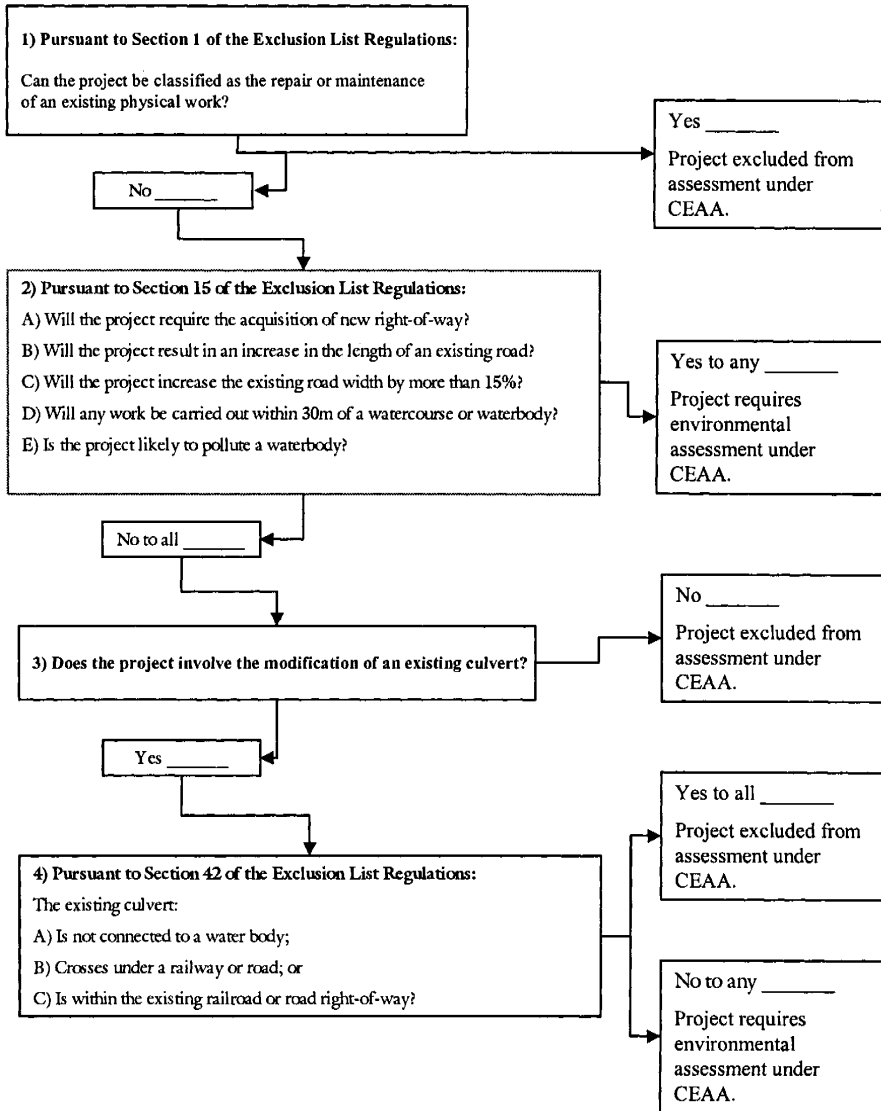 1) Pursuant to Section 1 of the Exclusion List Regulations:
Can the project be classified as the repair or maintenance
of an existing physical work?
Yes _______
Project excluded from
assessment under
CEAA.
No _______
2) Pursuant to Section 15 of the Exclusion List Regulations:
A) Will the project require the acquisition of new right-of-way?
B) Will the project result in an increase in the length of an existing road?
C) Will the project increase the existing road width by more than 15%?
D) Will any work be carried out within 30m of a watercourse or waterbody?
E) Is the project likely to pollute a waterbody?
Yes to any _______
Project requires
environmental
assessment under
CEAA.
No to all _______
3) Does the project involve the modification of an existing culvert?
No _______
Project excluded from
assessment under
CEAA.
Yes _______
4) Pursuant to Section 42 of the Exclusion List Regulations:
The existing culvert:
A) Is not connected to a water body;
B) Crosses under a railway or road; or
C) Is within the existing railroad or road right-of-way?
Yes to all _______
Project excluded from
assessment under
CEAA.
No to any _______
Project requires
environmental
assessment under
CEAA.